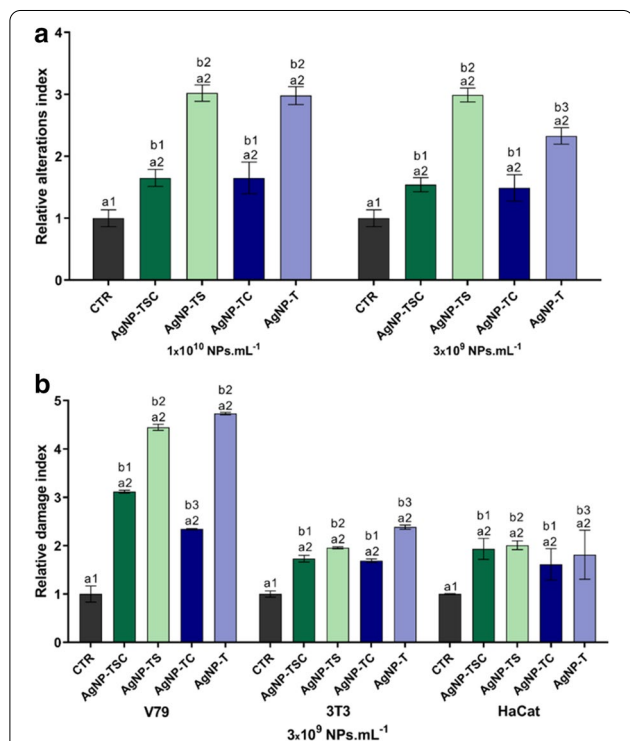 a
Relative alterations index
4
3
2
1
0
a1
b1
a2
b2
a2
b1
a2
b2
a2
a1
b1
a2
b2
a2
b1
a2
b3
a2
CTR
AgNP-TSC
AgNP-TS
AgNP-TC
AgNP-T
CTR
AgNP-TSC
AgNP-TS
AgNP-TC
AgNP-T
1x10¹⁰ NPs.mL⁻¹
3x10⁹ NPs.mL⁻¹
b
Relative damage index
5
4
3
2
1
0
a1
b1
a2
b2
a2
b3
a2
b2
a2
a1
b1
a2
b2
a2
b1
a2
b3
a2
a1
b1
a2
b2
a2
b1
a2
b3
a2
CTR
AgNP-TSC
AgNP-TS
AgNP-TC
AgNP-T
CTR
AgNP-TSC
AgNP-TS
AgNP-TC
AgNP-T
CTR
AgNP-TSC
AgNP-TS
AgNP-TC
AgNP-T
V79
3T3
HaCat
3x10⁹ NPs.mL⁻¹